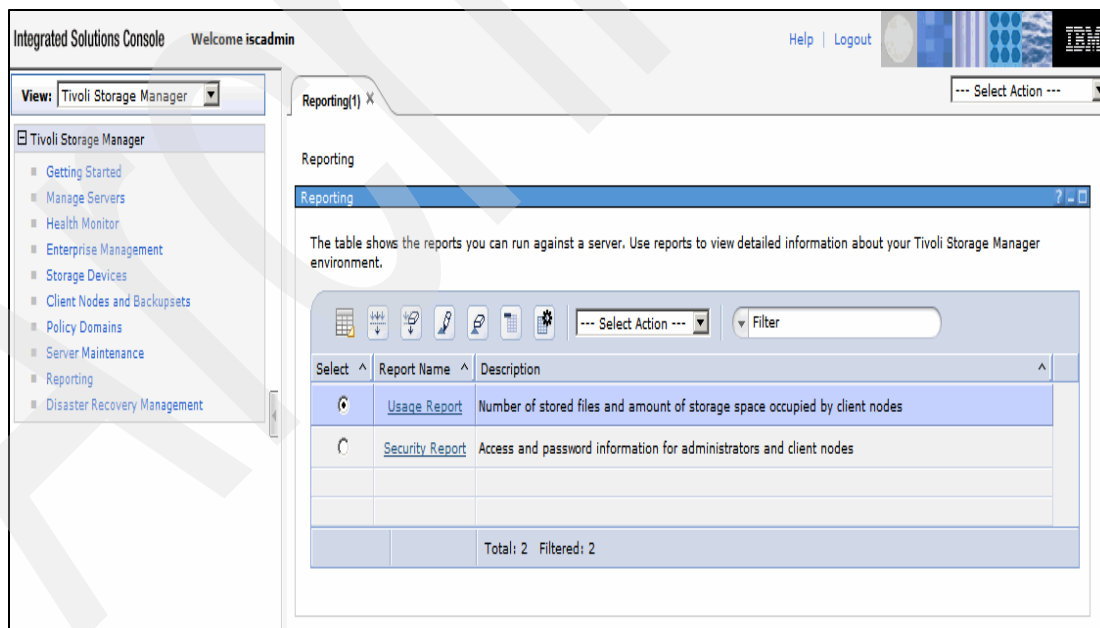 Integrated Solutions Console Welcome iscadmin Help | Logout IBM
View: Tivoli Storage Manager
Reporting(1) X
--- Select Action ---
Tivoli Storage Manager
Getting Started
Manage Servers
Health Monitor
Enterprise Management
Storage Devices
Client Nodes and Backupsets
Policy Domains
Server Maintenance
Reporting
Disaster Recovery Management
Reporting
Reporting ?
The table shows the reports you can run against a server. Use reports to view detailed information about your Tivoli Storage Manager
environment.
--- Select Action --- Filter
Select ^ Report Name ^ Description ^
Usage Report Number of stored files and amount of storage space occupied by client nodes
Security Report Access and password information for administrators and client nodes
Total: 2 Filtered: 2